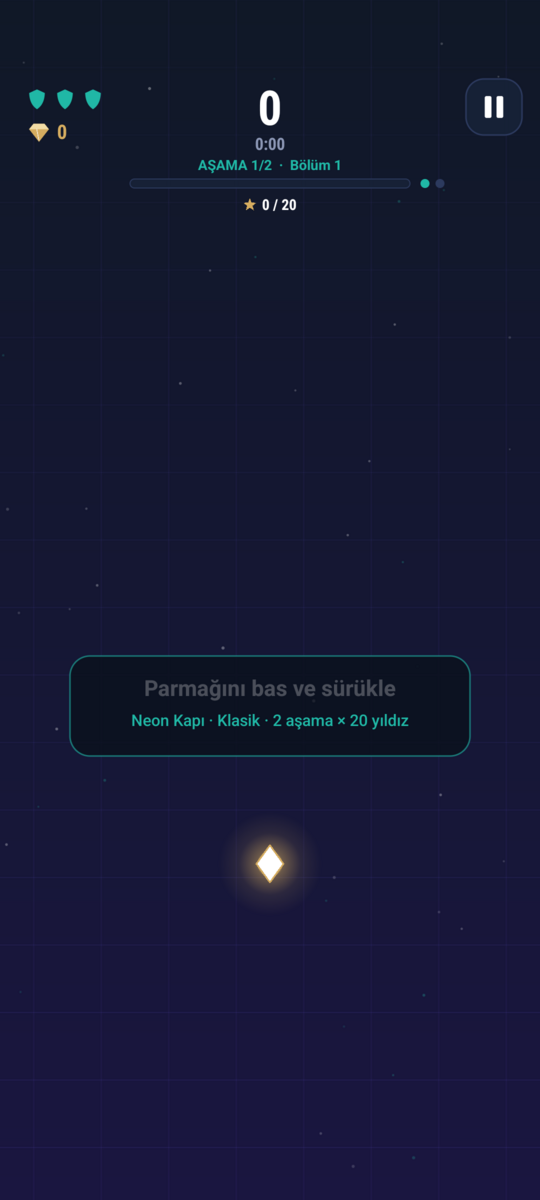 0
0
0:00
AŞAMA 1/2 · Bölüm 1
0 / 20
Parmağını bas ve sürükle
Neon Kapı · Klasik · 2 aşama × 20 yıldız